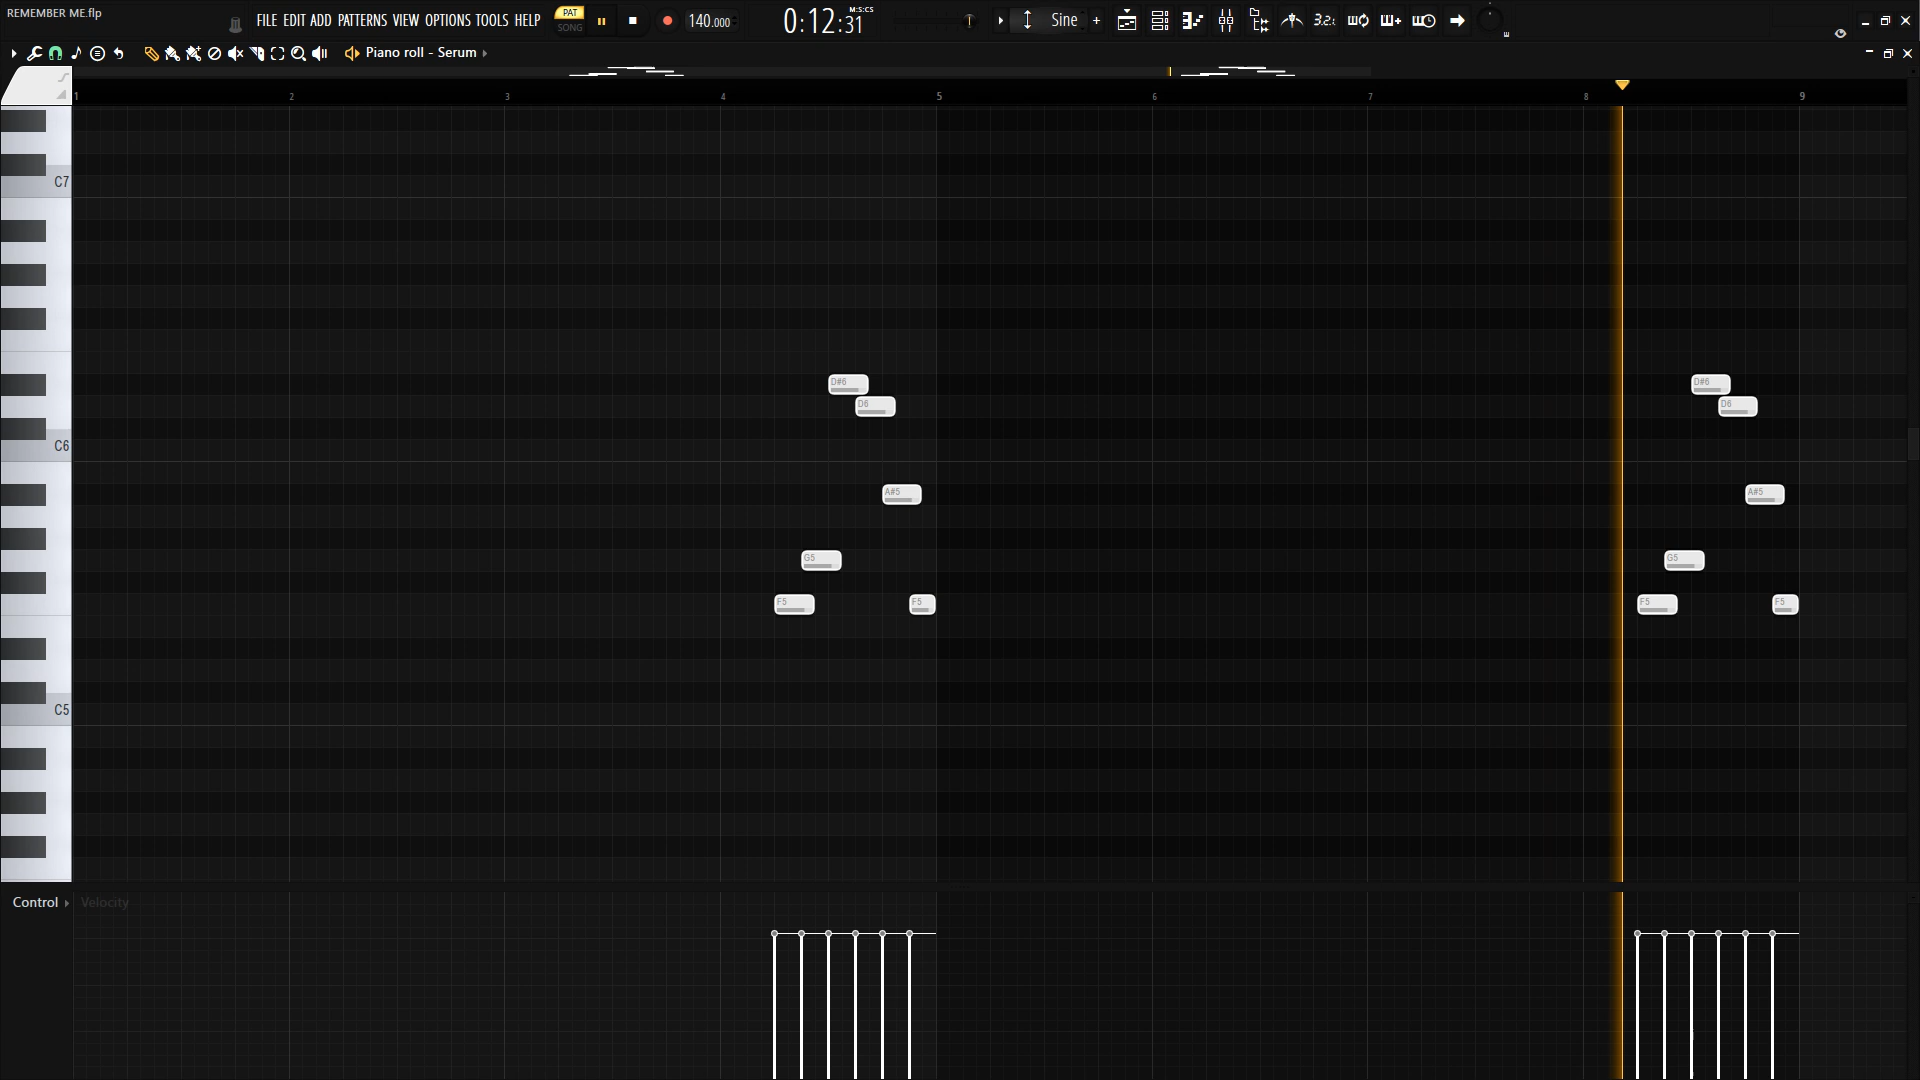 REMEMBER ME.flp
FILE EDIT ADD PATTERNS VIEW OPTIONS TOOLS HELP
PAT
SONG
140.000
0:12:31
M:S:CS
Sine
3.2.
Piano roll - Serum
1 2 3 4 5 6 7 8 9
C7
D#6 D#6
D6 D6
C6
A#5 A#5
G5 G5
F5 F5 F5 F5
C5
Control Velocity